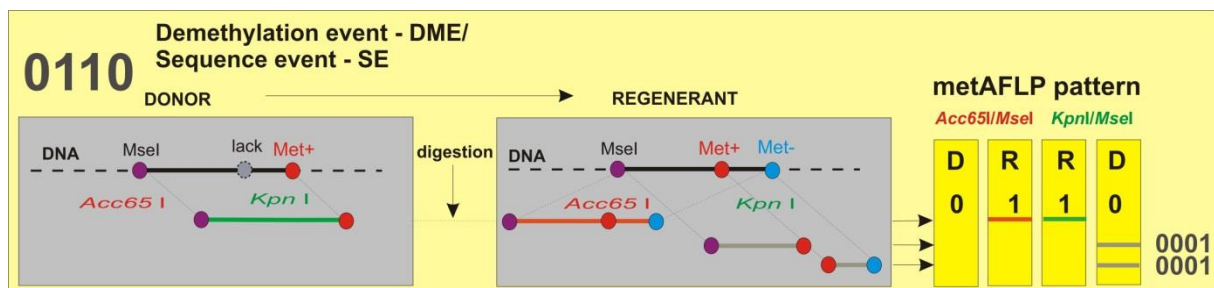 0110
Demethylation event - DME/
Sequence event - SE
DONOR
REGENERANT
metAFLP pattern
Acc65I/MseI KpnI/MseI
DNA MseI lack Met+
digestion
DNA MseI Met+ Met-
D R R D
Acc65 I Kpn I
Acc65 I Kpn I
0 1 1 0
0001
0001